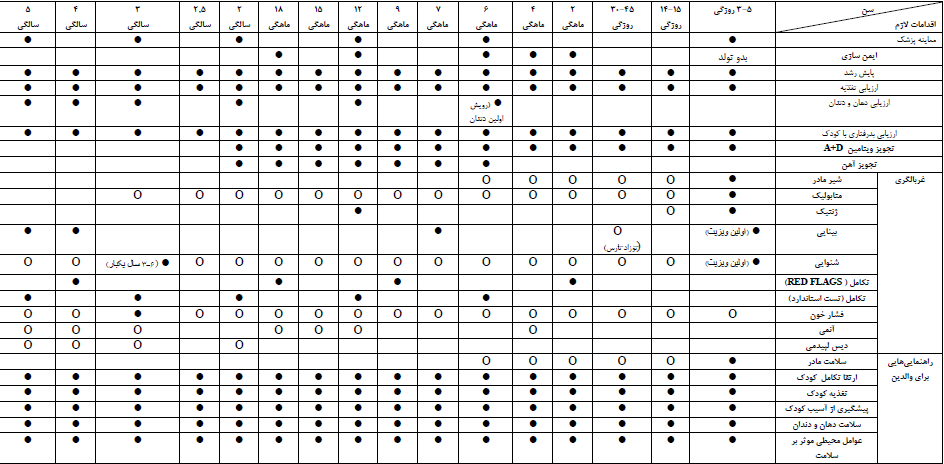 سن ۳-۵ روزگی ۱۴-۱۵ ۳۰-۴۵ ۲ ۴ ۶ ۷ ۹ ۱۲ ۱۵ ۱۸ ۲ ۲,۵ ۳ ۴ ۵
اقدامات لازم روزگی روزگی ماهگی ماهگی ماهگی ماهگی ماهگی ماهگی ماهگی ماهگی سالگی سالگی سالگی سالگی سالگی
معاینه پزشک ● ● ● ● ● ●
ایمن سازی بدو تولد ● ● ● ● ●
پایش رشد ● ● ● ● ● ● ● ● ● ● ● ● ● ● ● ●
ارزیابی تغذیه ● ● ● ● ● ● ● ● ● ● ● ● ● ● ● ●
ارزیابی دهان و دندان ● (رویش ● ● ● ● ●
اولین دندان
ارزیابی بدرفتاری با کودک ● ● ● ● ● ● ● ● ● ● ● ● ● ● ● ●
تجویز ویتامین A+D ● ● ● ● ● ● ● ● ● ● ● ●
تجویز آهن ● ● ● ● ● ● ●
غربالگری شیر مادر ● O O O O O
متابولیک ● O O O O O O O O O O O O O
ژنتیک ● O ●
بینایی ● (اولین ویزیت) O ● ● ●
(نوزاد نارس)
شنوایی ● (اولین ویزیت) O O O O O O O O O O O O ● (۶-۳ سال یکبار) O O
تکامل (RED FLAGS) ● ● ● ●
تکامل (تست استاندارد) ● ● ● ● ●
فشار خون O O O O O O O O O O O O O ● O O
آنمی O O O O O O O
دیس لیپیدمی O O O O
راهنمایی‌هایی سلامت مادر ● O O O O O
برای والدین ارتقا تکامل کودک ● ● ● ● ● ● ● ● ● ● ● ● ● ● ● ●
تغذیه کودک ● ● ● ● ● ● ● ● ● ● ● ● ● ● ● ●
پیشگیری از آسیب کودک ● ● ● ● ● ● ● ● ● ● ● ● ● ● ● ●
سلامت دهان و دندان ● ● ● ● ● ● ● ● ● ● ● ● ● ● ● ●
عوامل محیطی موثر بر ● ● ● ● ● ● ● ● ● ● ● ● ● ● ● ●
سلامت